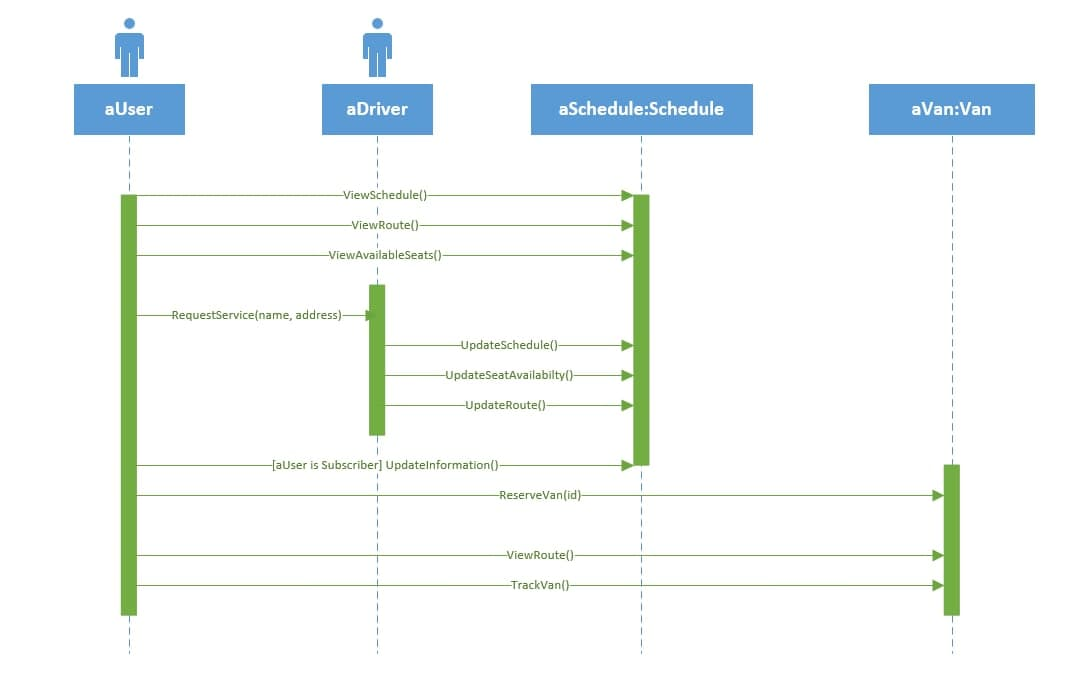 aUser
aDriver
aSchedule:Schedule
aVan:Van
ViewSchedule()
ViewRoute()
ViewAvailableSeats()
RequestService(name, address)
UpdateSchedule()
UpdateSeatAvailabilty()
UpdateRoute()
[aUser is Subscriber] UpdateInformation()
ReserveVan(id)
ViewRoute()
TrackVan()